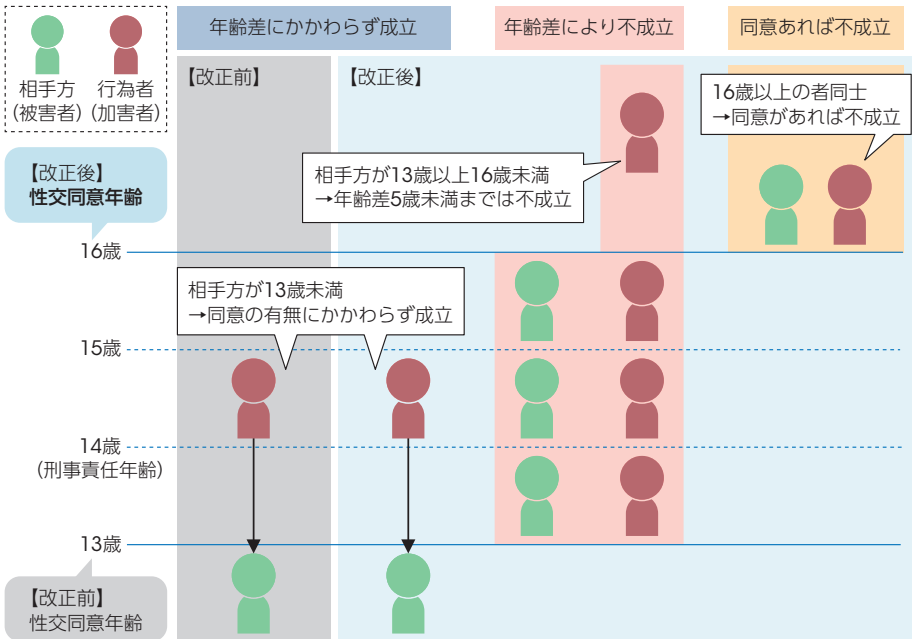 年齢差にかかわらず成立
年齢差により不成立
同意あれば不成立
相手方
(被害者)
行為者
(加害者)
【改正前】
【改正後】
16歳以上の者同士
→同意があれば不成立
相手方が13歳以上16歳未満
→年齢差5歳未満までは不成立
【改正後】
性交同意年齢
16歳
相手方が13歳未満
→同意の有無にかかわらず成立
15歳
14歳
(刑事責任年齢)
13歳
【改正前】
性交同意年齢